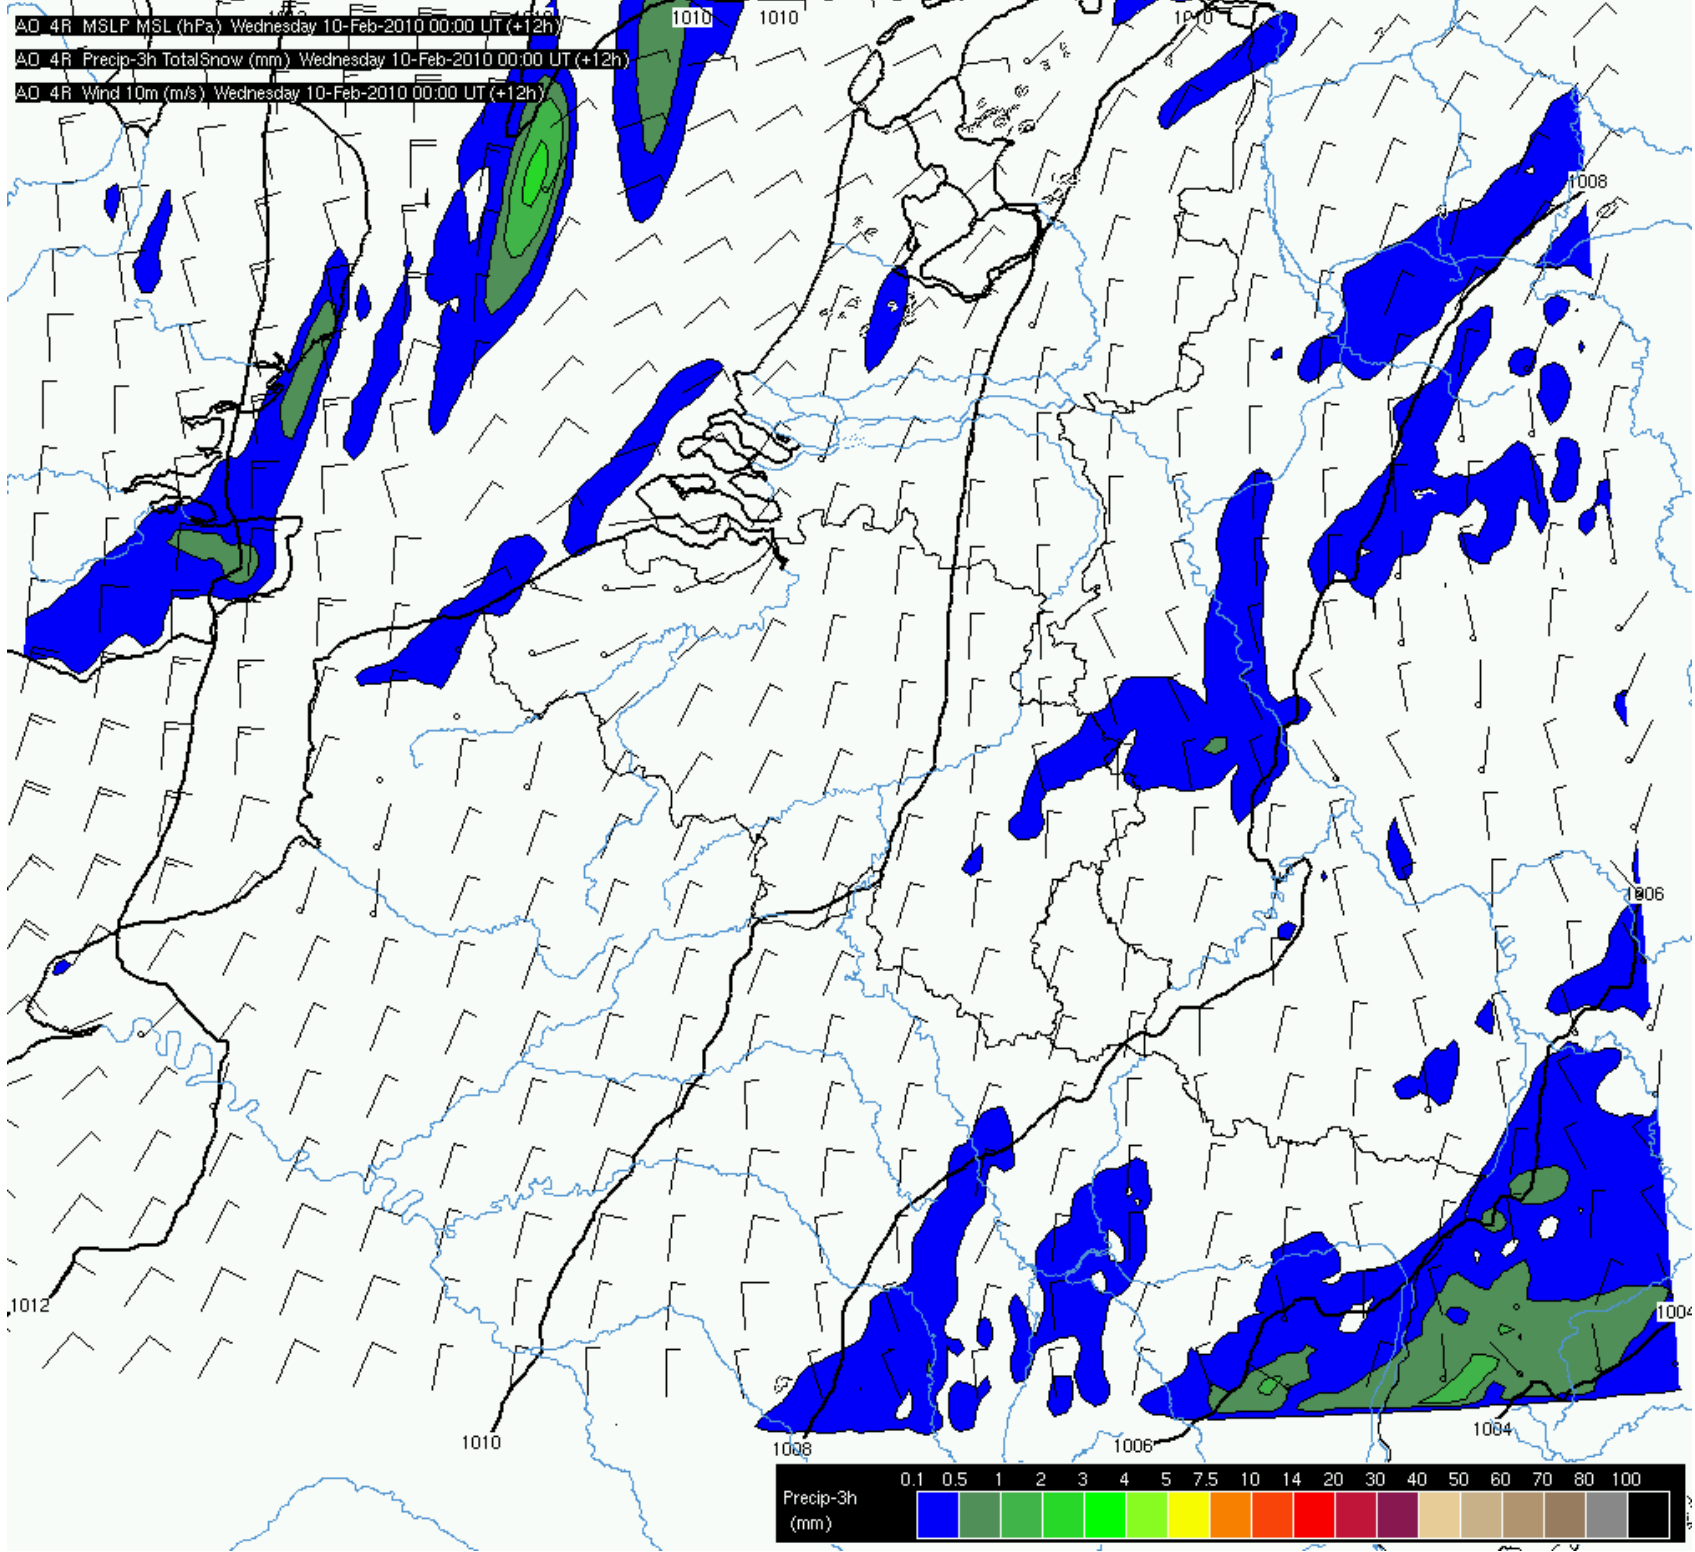 1010 1010 1010
AO 4R MSLP MSL (hPa) Wednesday 10-Feb-2010 00:00 UT (+12h)
AO 4R Precip-3h TotalSnow (mm) Wednesday 10-Feb-2010 00:00 UT (+12h)
AO 4R Wind 10m (m/s) Wednesday 10-Feb-2010 00:00 UT (+12h)
1008
1006
1012
1004
1010
1008
1006
1004
0.1 0.5 1 2 3 4 5 7.5 10 14 20 30 40 50 60 70 80 100
Precip-3h
(mm)